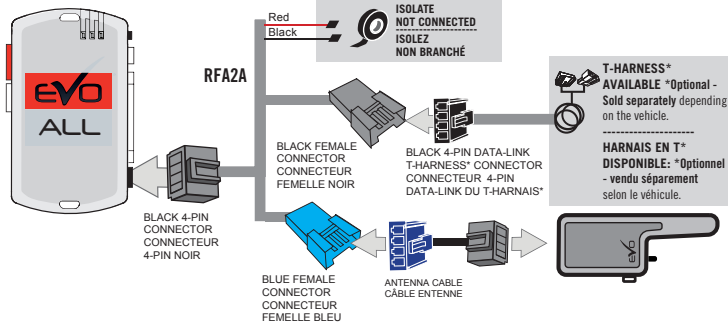 Red
Black
ISOLATE
NOT CONNECTED
ISOLEZ
NON BRANCHÉ
RFA2A
EVO
ALL
BLACK 4-PIN
CONNECTOR
CONNECTEUR
4-PIN NOIR
BLACK FEMALE
CONNECTOR
CONNECTEUR
FEMELLE NOIR
BLACK 4-PIN DATA-LINK
T-HARNESS* CONNECTOR
CONNECTEUR 4-PIN
DATA-LINK DU T-HARNAIS*
T-HARNESS*
AVAILABLE *Optional -
Sold separately depending
on the vehicle.
---------------------
HARNAIS EN T*
DISPONIBLE: *Optionnel
- vendu séparement
selon le véhicule.
BLUE FEMALE
CONNECTOR
CONNECTEUR
FEMELLE BLEU
ANTENNA CABLE
CÂBLE ENTENNE
EVO